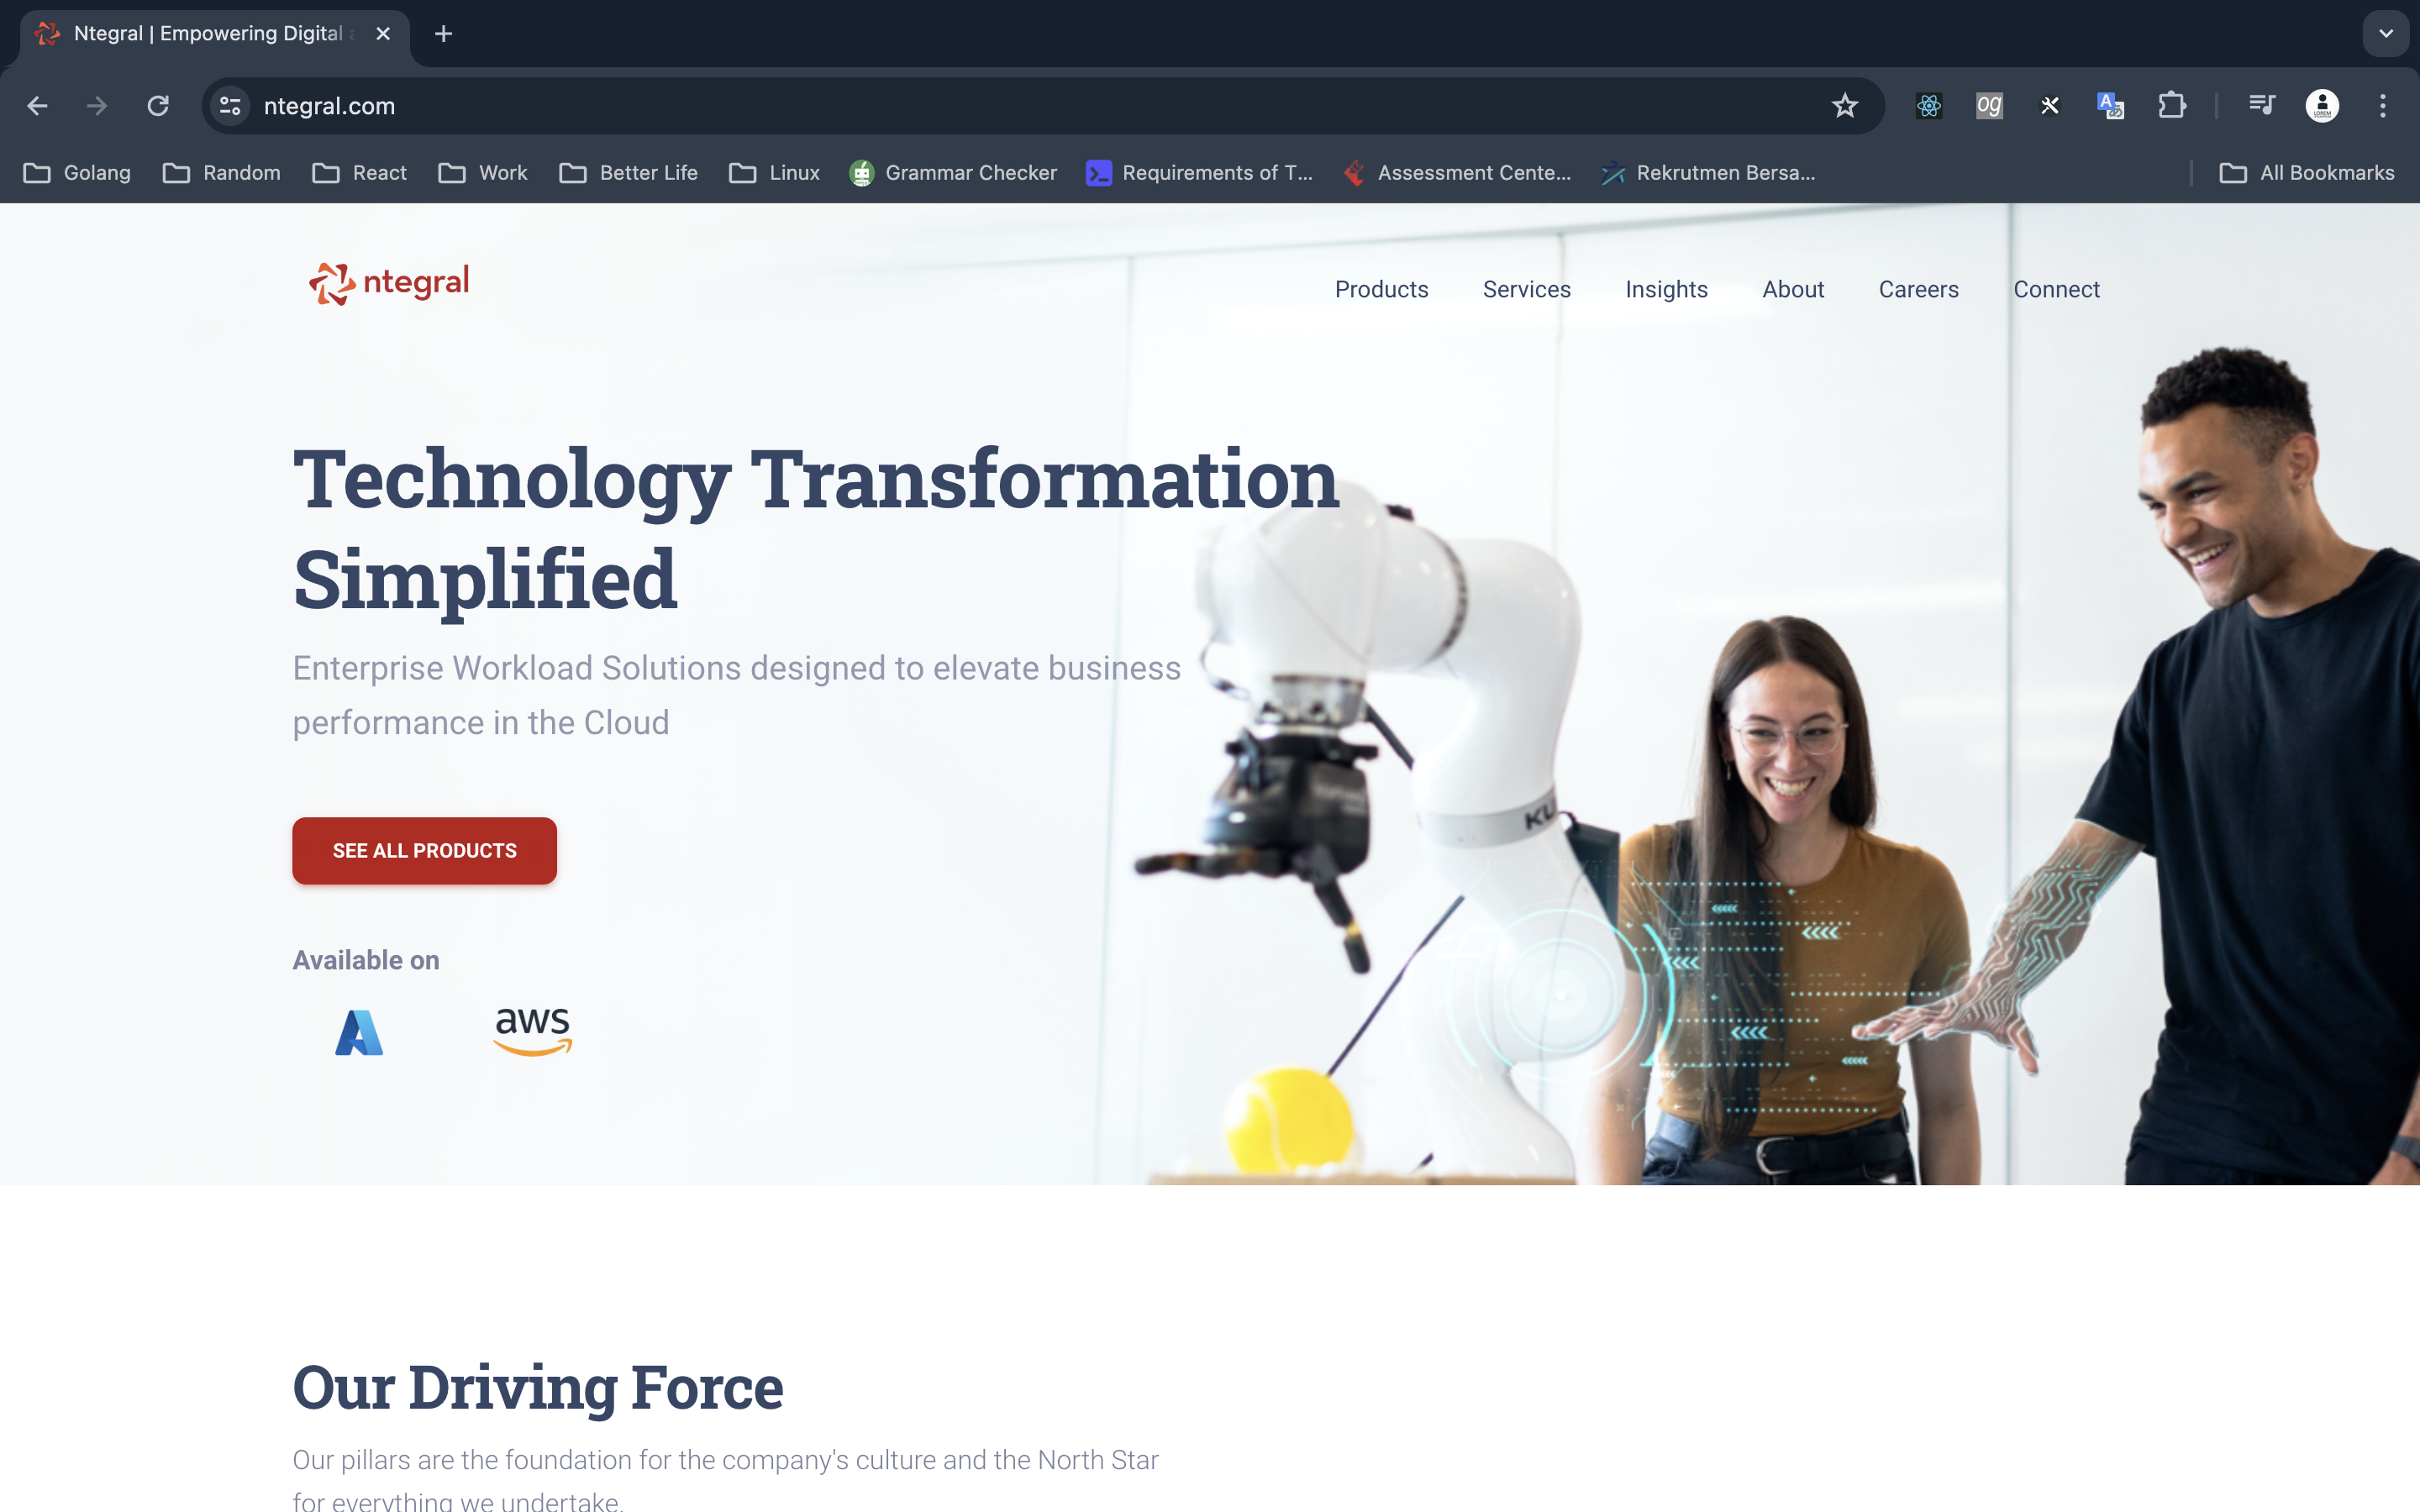 Ntegral | Empowering Digital
ntegral.com
og
Golang
Random
React
Work
Better Life
Linux
Grammar Checker
Requirements of T...
Assessment Cente...
Rekrutmen Bersa...
All Bookmarks
ntegral
Products
Services
Insights
About
Careers
Connect
Technology Transformation
Simplified
Enterprise Workload Solutions designed to elevate business
performance in the Cloud
SEE ALL PRODUCTS
Available on
aws
KU
Our Driving Force
Our pillars are the foundation for the company's culture and the North Star
for everything we undertake.